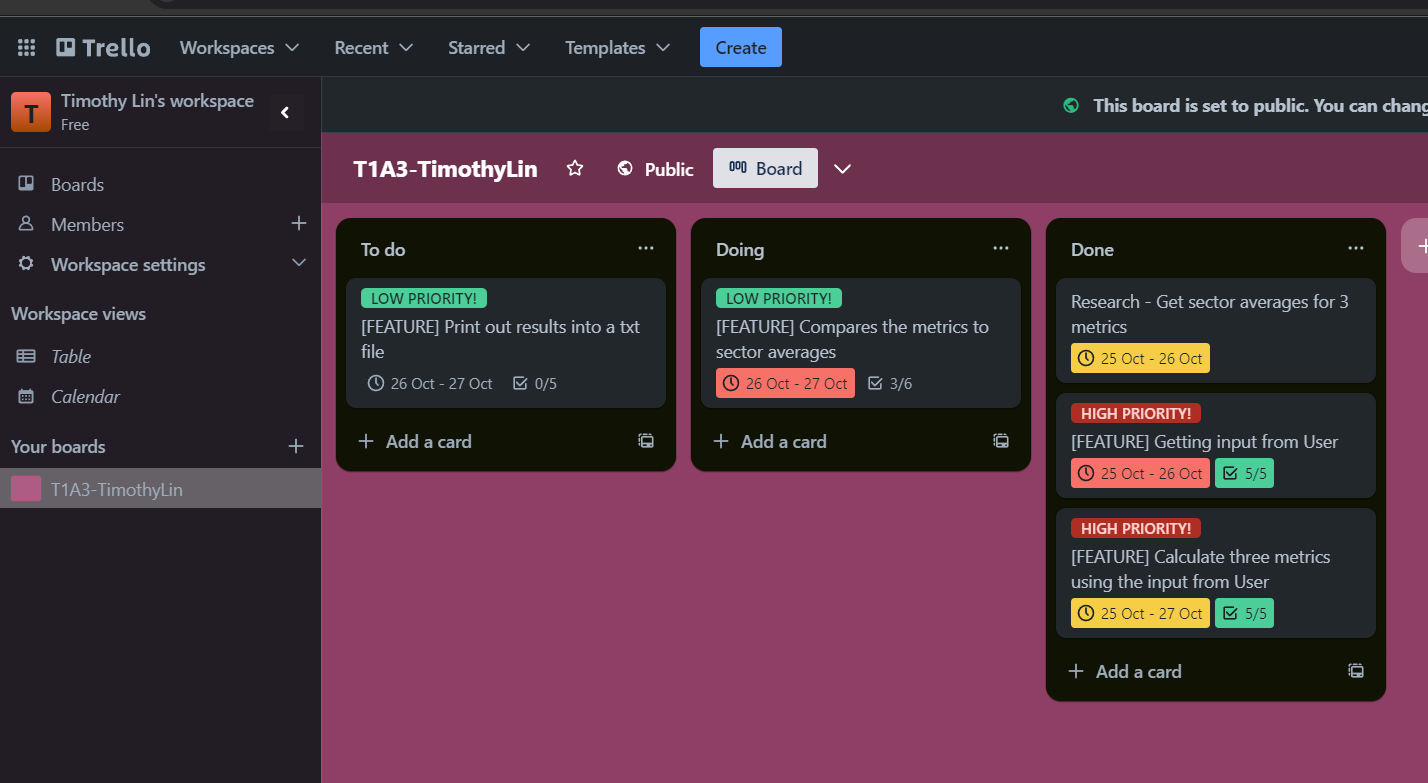 Trello
Workspaces
Recent
Starred
Templates
Create
T
Timothy Lin's workspace
Free
Boards
Members
Workspace settings
Workspace views
Table
Calendar
Your boards
T1A3-TimothyLin
This board is set to public. You can chang
T1A3-TimothyLin
Public
Board
To do
LOW PRIORITY!
[FEATURE] Print out results into a txt
file
26 Oct - 27 Oct 0/5
Add a card
Doing
LOW PRIORITY!
[FEATURE] Compares the metrics to
sector averages
26 Oct - 27 Oct 3/6
Add a card
Done
Research - Get sector averages for 3
metrics
25 Oct - 26 Oct
HIGH PRIORITY!
[FEATURE] Getting input from User
25 Oct - 26 Oct 5/5
HIGH PRIORITY!
[FEATURE] Calculate three metrics
using the input from User
25 Oct - 27 Oct 5/5
Add a card